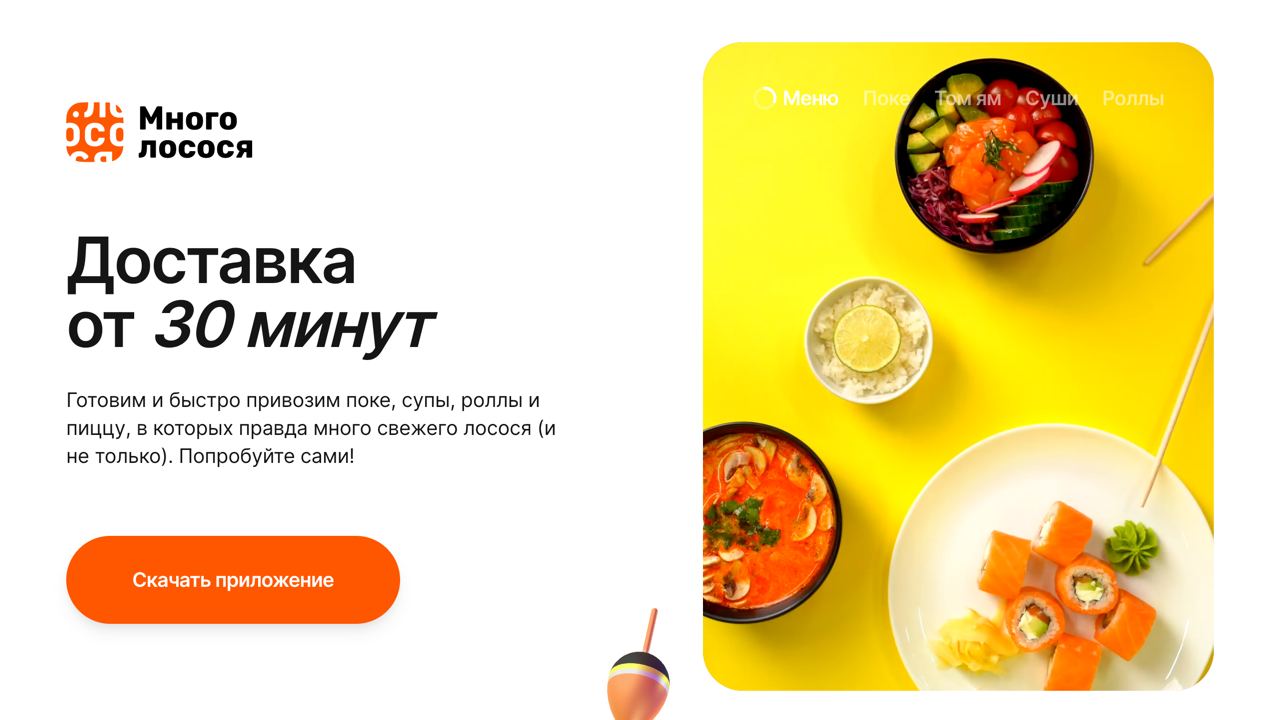 Много
лосося
Доставка
от 30 минут
Готовим и быстро привозим поке, супы, роллы и
пиццу, в которых правда много свежего лосося (и
не только). Попробуйте сами!
Скачать приложение
Меню Поке Том ям Суши Роллы